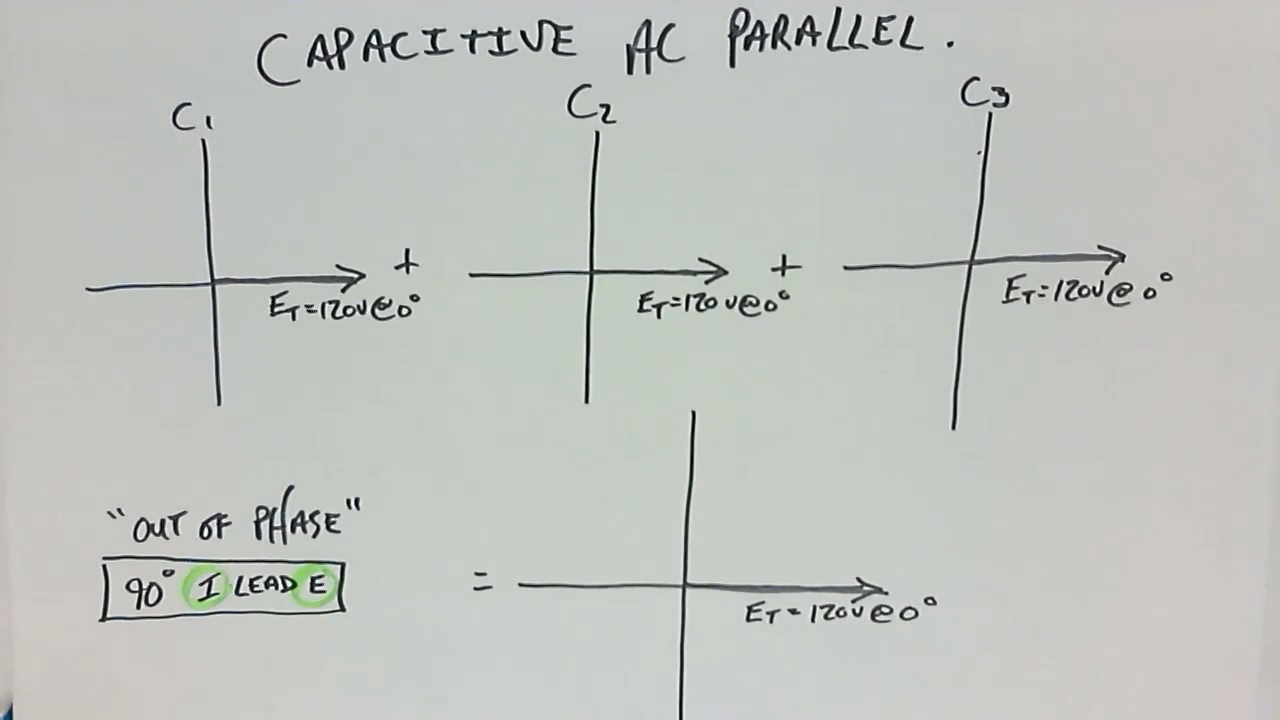 CAPACITIVE AC PARALLEL.
C1
C2
C3
+
+
ET=120V@0°
ET=120V@0°
ET=120V@0°
"OUT OF PHASE"
90° I LEAD E
=
ET=120V@0°